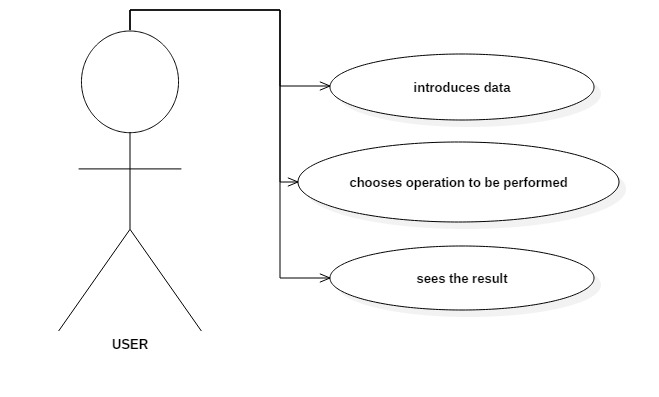 introduces data
chooses operation to be performed
sees the result
USER